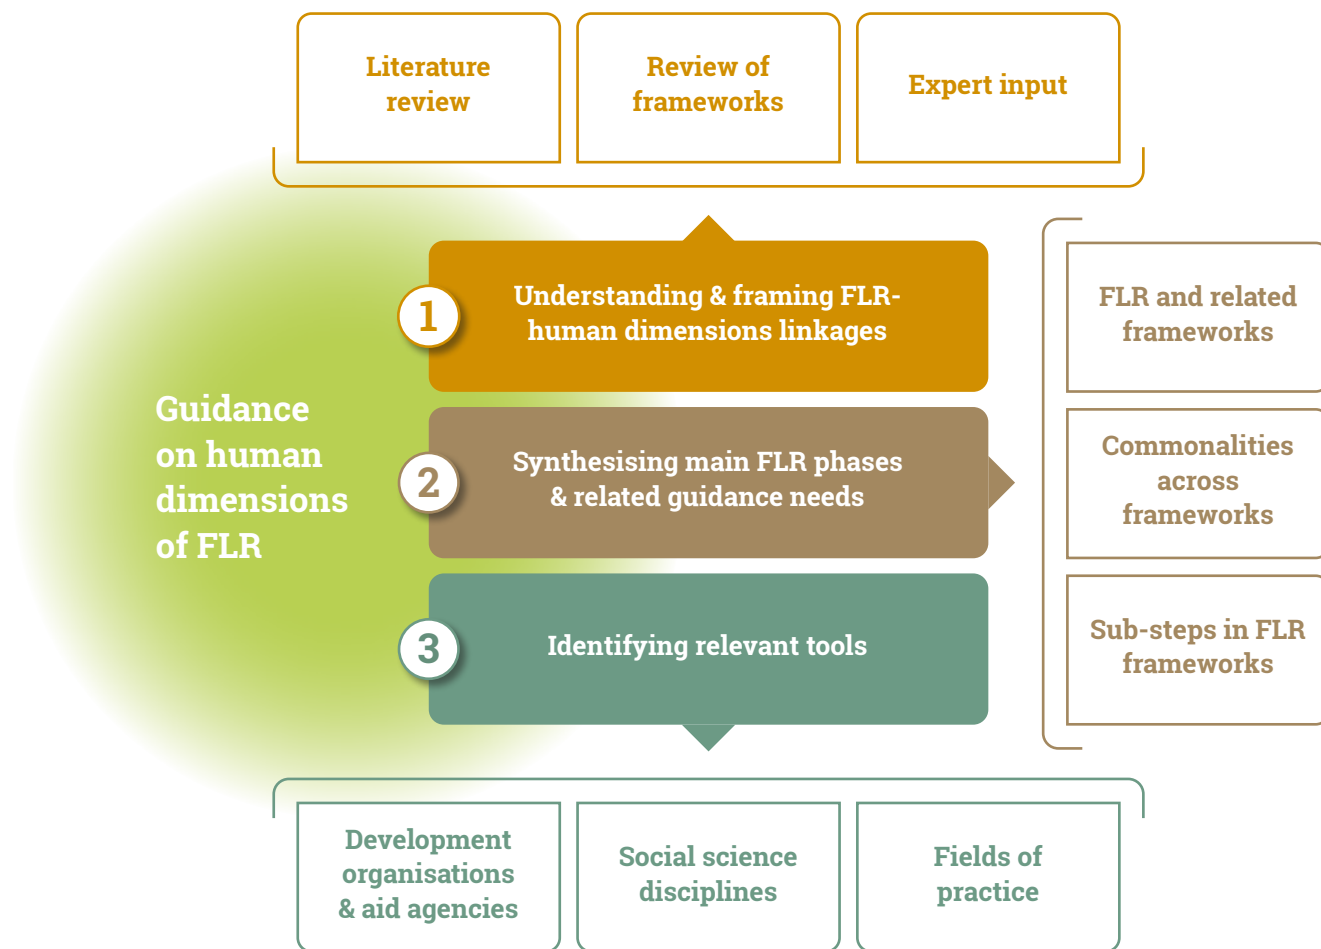 Literature
review
Review of
frameworks
Expert input
Guidance
on human
dimensions
of FLR
1
Understanding & framing FLR-
human dimensions linkages
2
Synthesising main FLR phases
& related guidance needs
3
Identifying relevant tools
FLR and related
frameworks
Commonalities
across
frameworks
Sub-steps in FLR
frameworks
Development
organisations
& aid agencies
Social science
disciplines
Fields of
practice